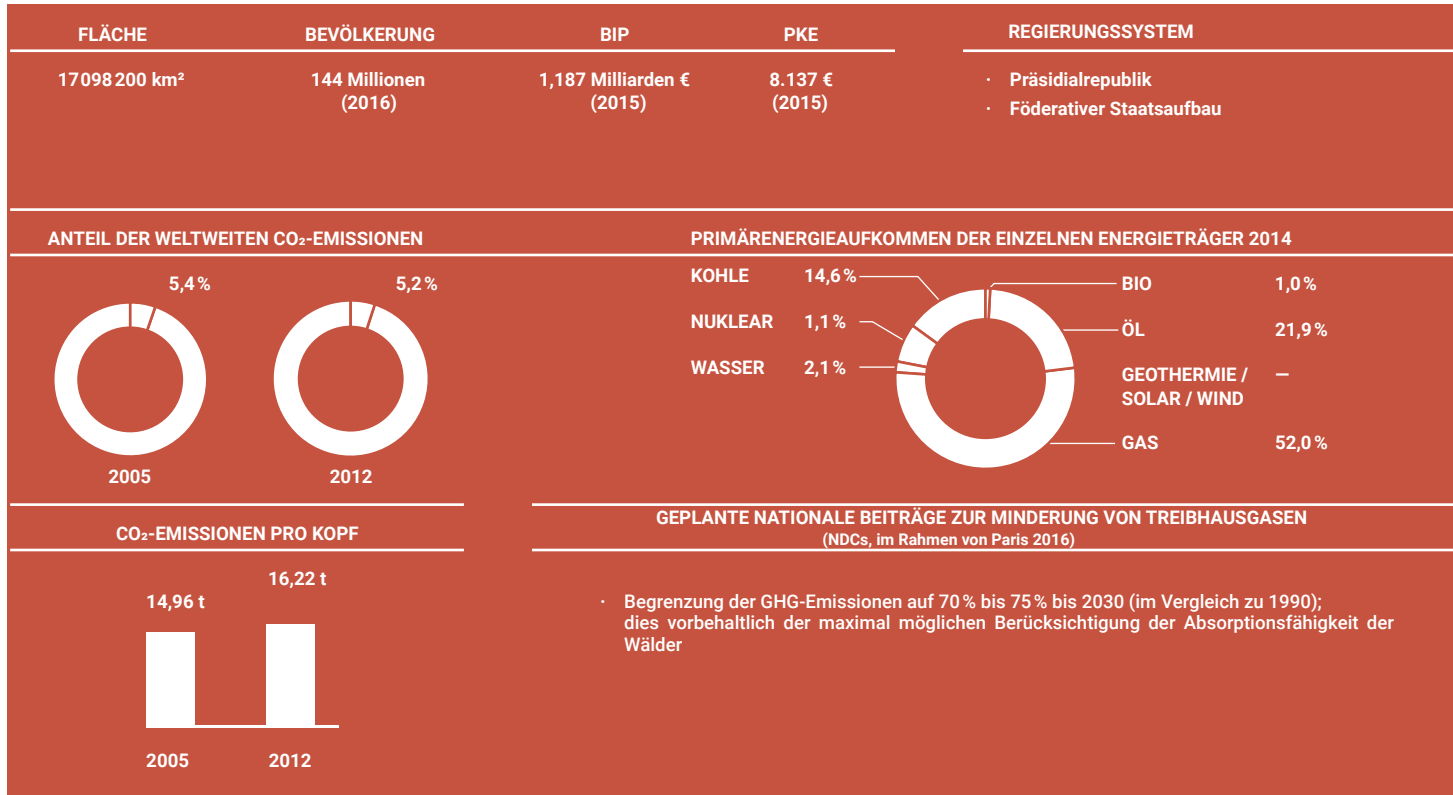 FLÄCHE BEVÖLKERUNG BIP PKE REGIERUNGSSYSTEM
17 098 200 km² 144 Millionen 1,187 Milliarden € 8.137 € · Präsidialrepublik
(2016) (2015) (2015) · Föderativer Staatsaufbau
ANTEIL DER WELTWEITEN CO₂-EMISSIONEN
5,4 % 5,2 %
2005 2012
PRIMÄRENERGIEAUFKOMMEN DER EINZELNEN ENERGIETRÄGER 2014
KOHLE 14,6 %
NUKLEAR 1,1 %
WASSER 2,1 %
BIO 1,0 %
ÖL 21,9 %
GEOTHERMIE / –
SOLAR / WIND
GAS 52,0 %
CO₂-EMISSIONEN PRO KOPF
14,96 t 16,22 t
2005 2012
GEPLANTE NATIONALE BEITRÄGE ZUR MINDERUNG VON TREIBHAUSGASEN
(NDCs, im Rahmen von Paris 2016)
· Begrenzung der GHG-Emissionen auf 70 % bis 75 % bis 2030 (im Vergleich zu 1990);
dies vorbehaltlich der maximal möglichen Berücksichtigung der Absorptionsfähigkeit der
Wälder